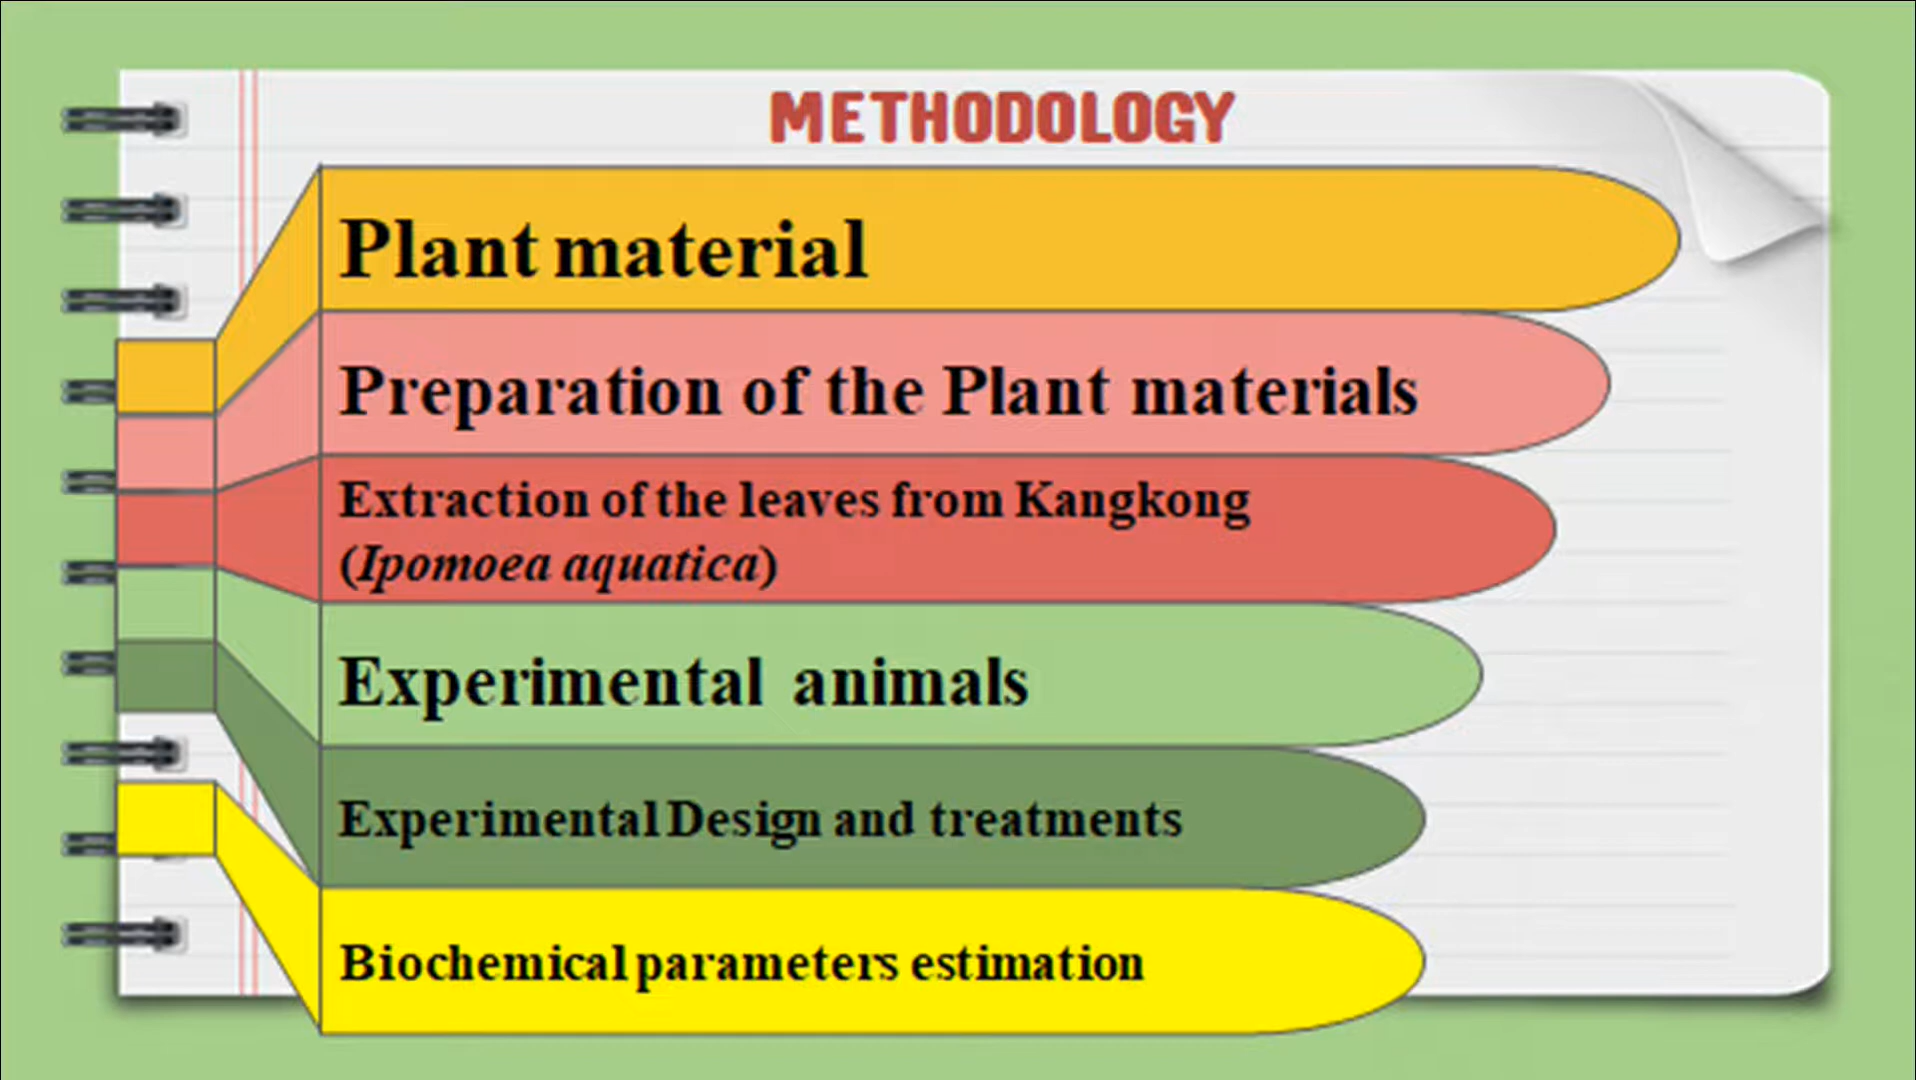 METHODOLOGY
Plant material
Preparation of the Plant materials
Extraction of the leaves from Kangkong
(Ipomoea aquatica)
Experimental animals
Experimental Design and treatments
Biochemical parameters estimation